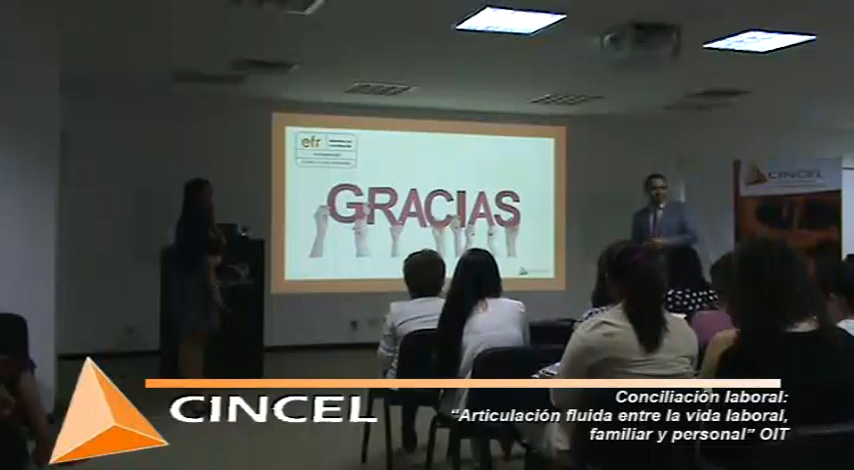 efr
GRACIAS
CINCEL
CINCEL
Conciliación laboral:
“Articulación fluida entre la vida laboral,
familiar y personal” OIT